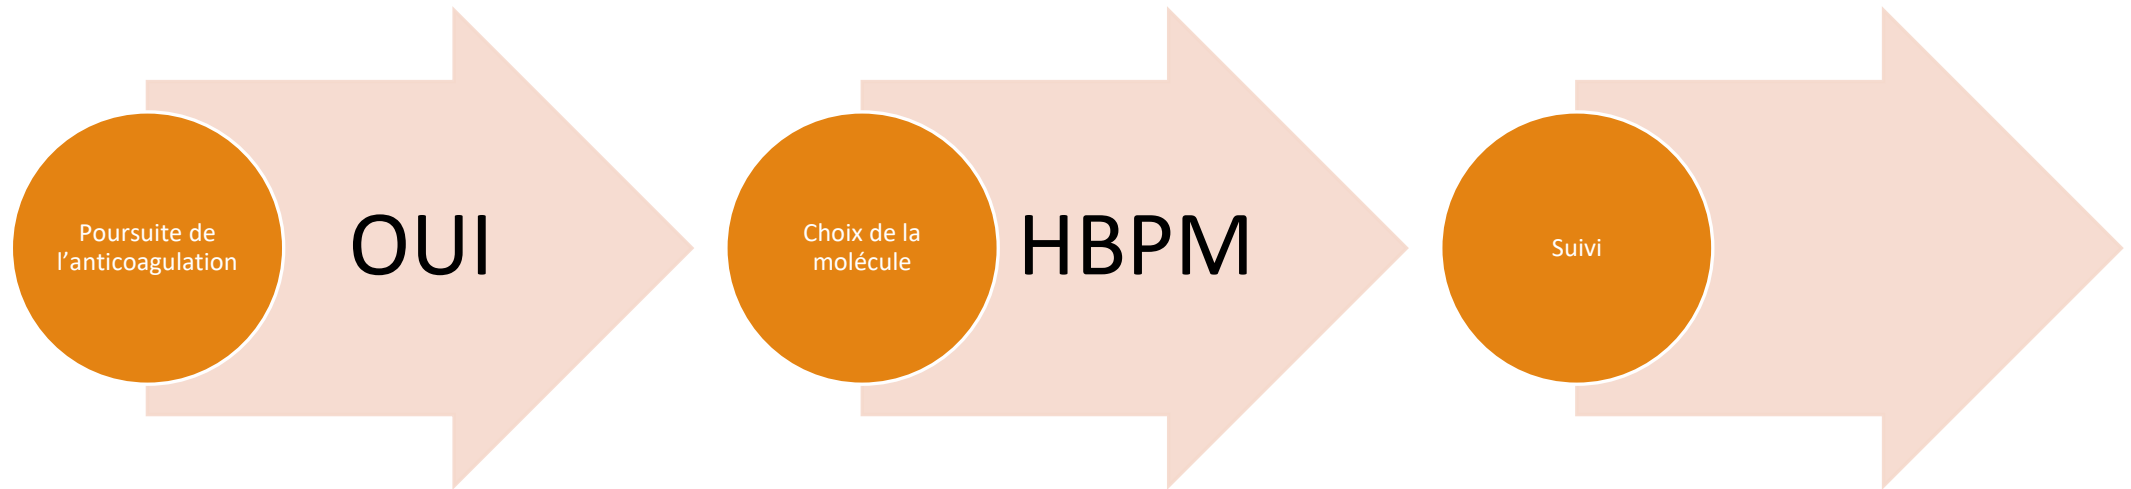 Poursuite de
l’anticoagulation
OUI
Choix de la
molécule
HBPM
Suivi